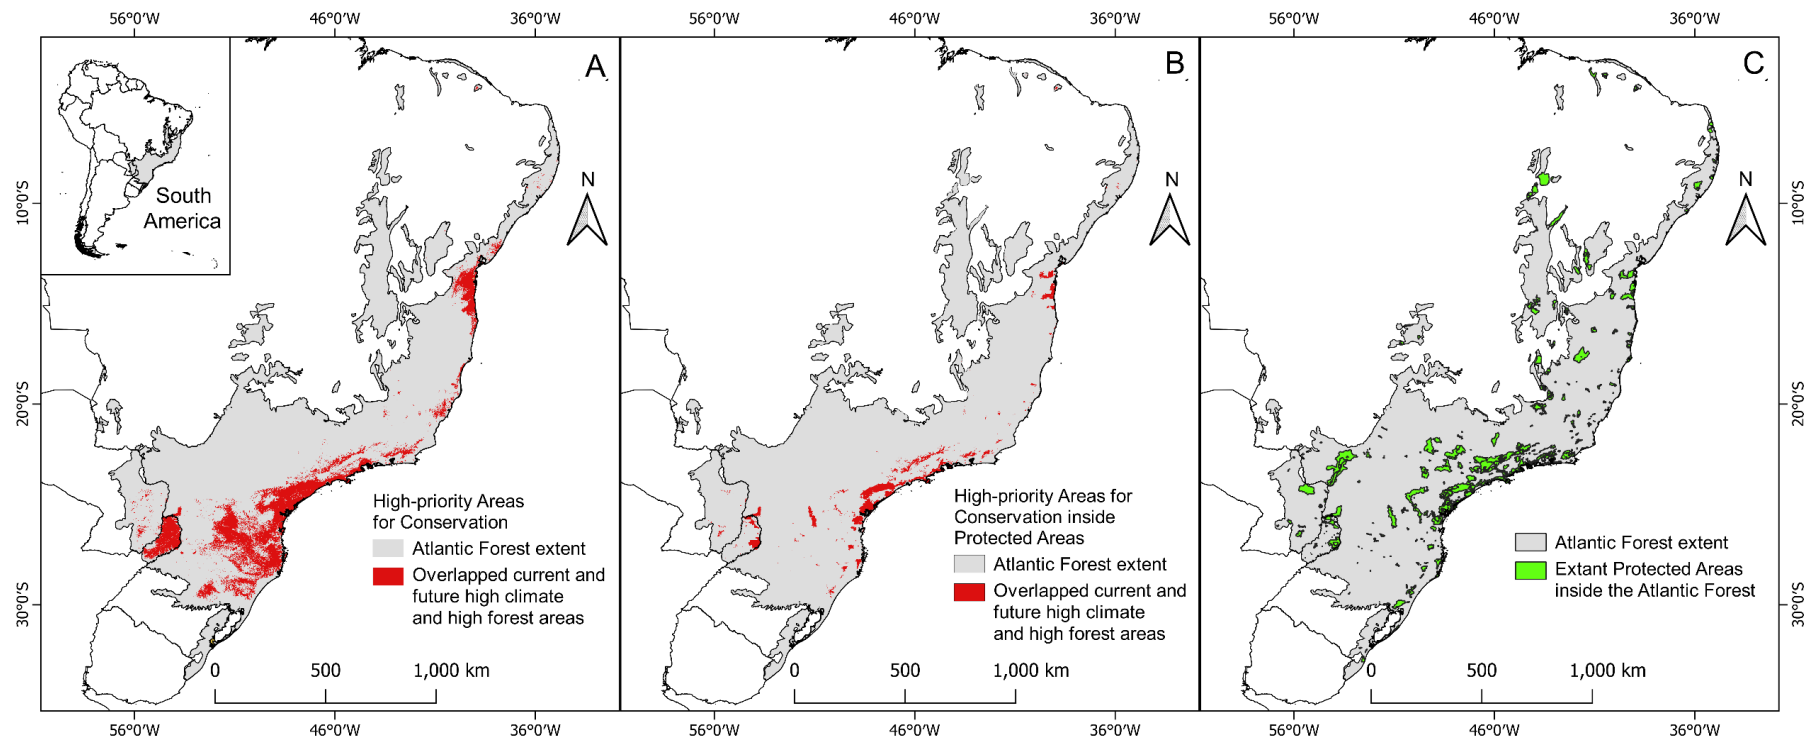 56°0'W 46°0'W 36°0'W 56°0'W 46°0'W 36°0'W 56°0'W 46°0'W 36°0'W
A
B
C
South
America
N
N
N
10°0'S
20°0'S
30°0'S
10°0'S
20°0'S
30°0'S
High-priority Areas
for Conservation
Atlantic Forest extent
Overlapped current and
future high climate
and high forest areas
0 500 1,000 km
High-priority Areas for
Conservation inside
Protected Areas
Atlantic Forest extent
Overlapped current and
future high climate
and high forest areas
0 500 1,000 km
Atlantic Forest extent
Extant Protected Areas
inside the Atlantic Forest
0 500 1,000 km
56°0'W 46°0'W 36°0'W 56°0'W 46°0'W 36°0'W 56°0'W 46°0'W 36°0'W